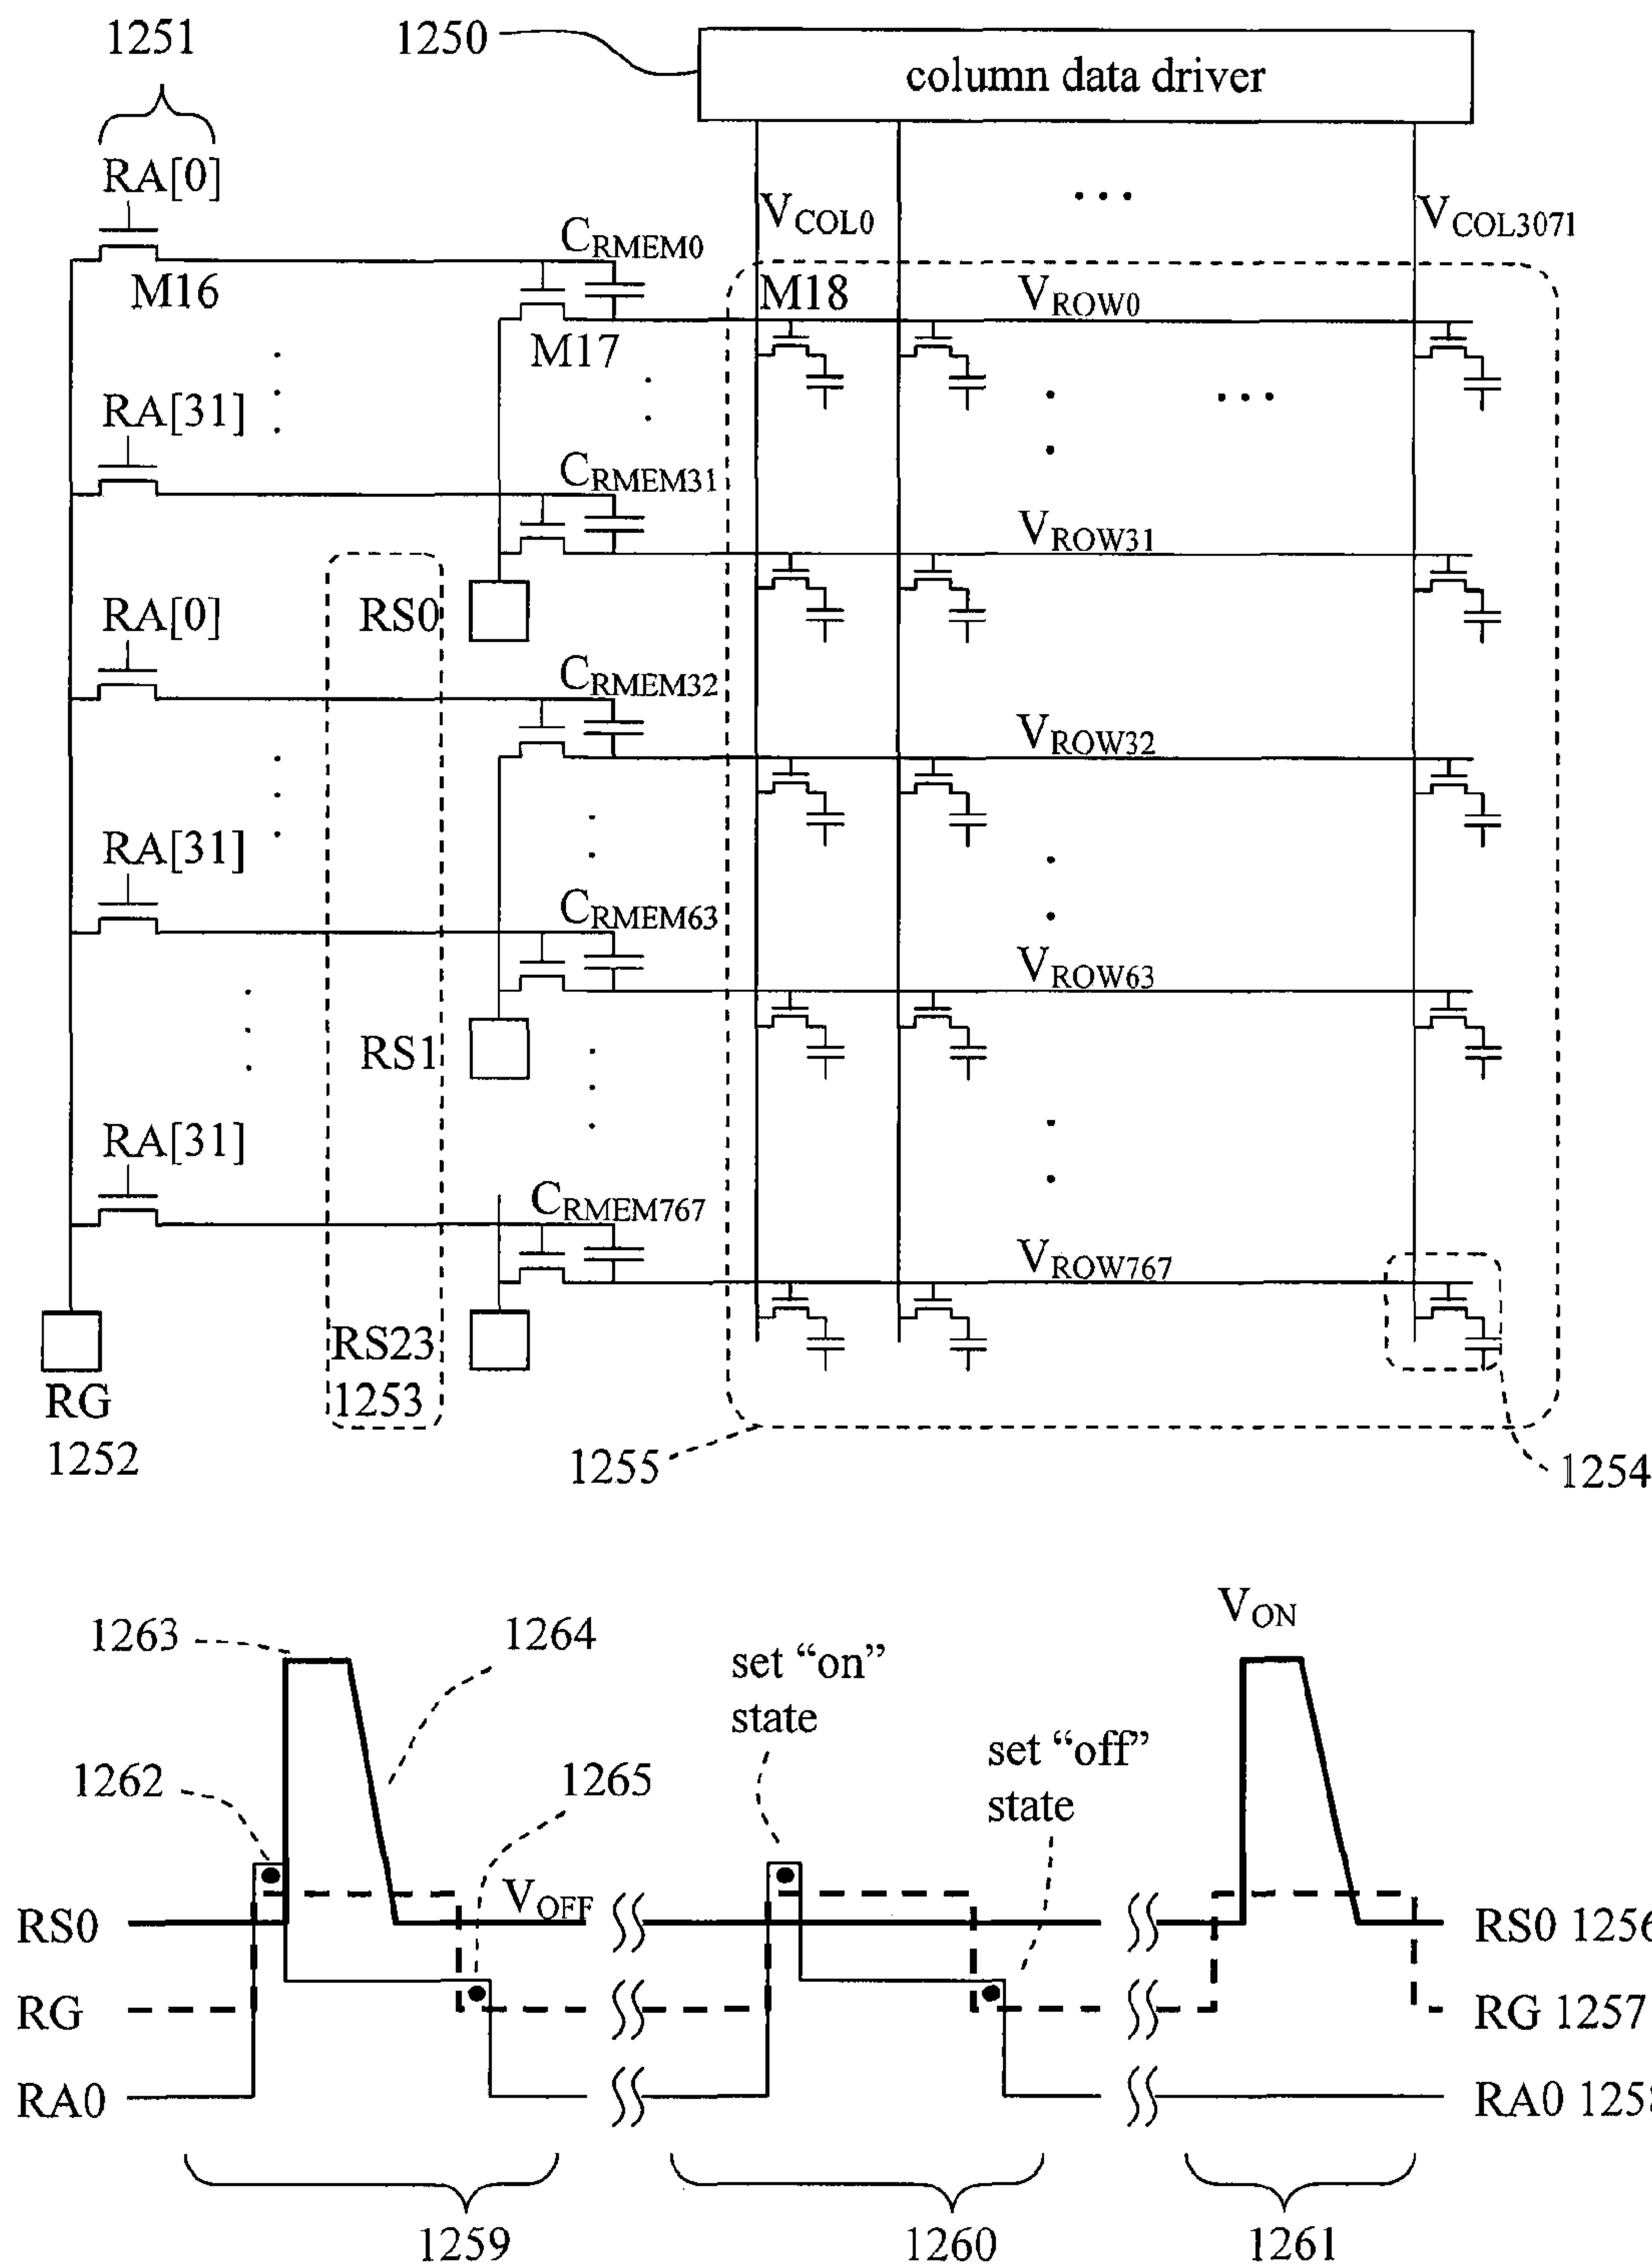 1251
1250
column data driver
RA[0]
VCOL0
...
VCOL3071
CRMEM0
M16
M18
VROW0
M17
RA[31]
...
CRMEM31
VROW31
RA[0]
RS0
CRMEM32
VROW32
RA[31]
CRMEM63
VROW63
RS1
RA[31]
CRMEM767
VROW767
RS23
1253
RG
1252
1255
1254
VON
1263
1264
set “on”
state
set “off”
state
1262
1265
VOFF
RS0
RS0 1256
RG
RG 1257
RA0
RA0 1258
1259
1260
1261